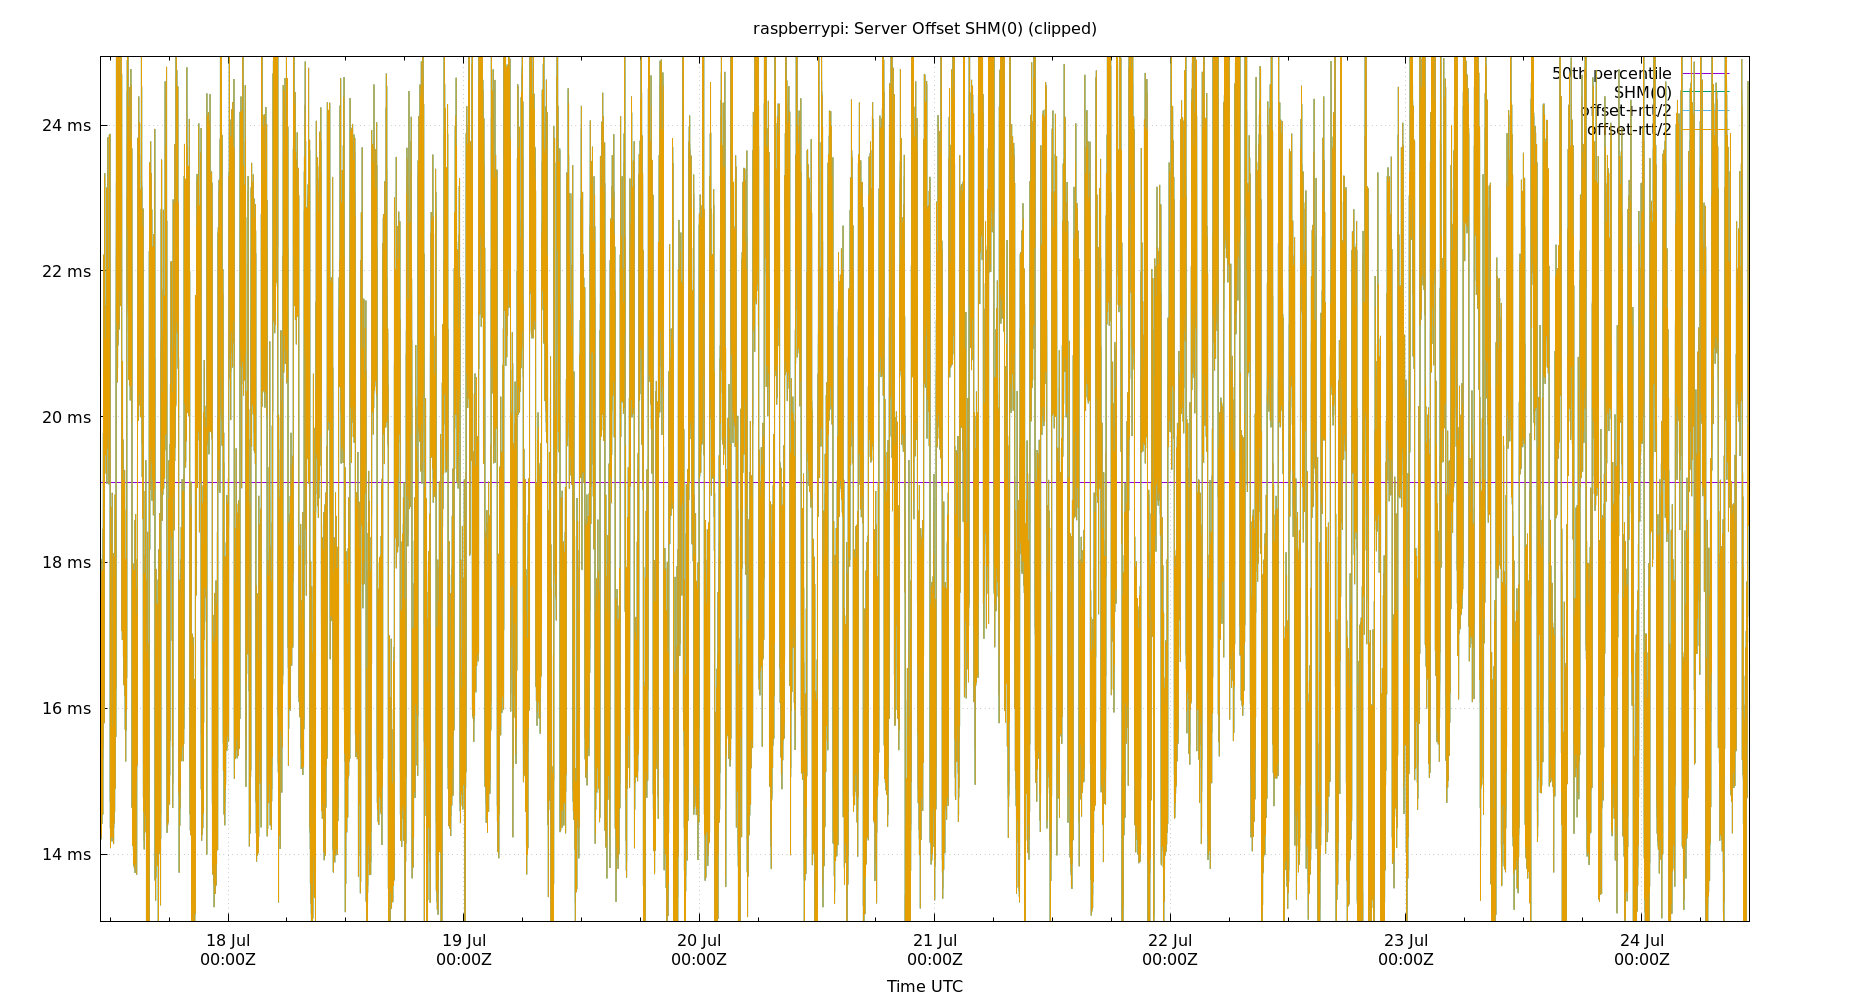 raspberrypi: Server Offset SHM(0) (clipped)
50th percentile
SHM(0)
offset+rtt/2
offset-rtt/2
24 ms
22 ms
20 ms
18 ms
16 ms
14 ms
18 Jul 19 Jul 20 Jul 21 Jul 22 Jul 23 Jul 24 Jul
00:00Z 00:00Z 00:00Z 00:00Z 00:00Z 00:00Z 00:00Z
Time UTC